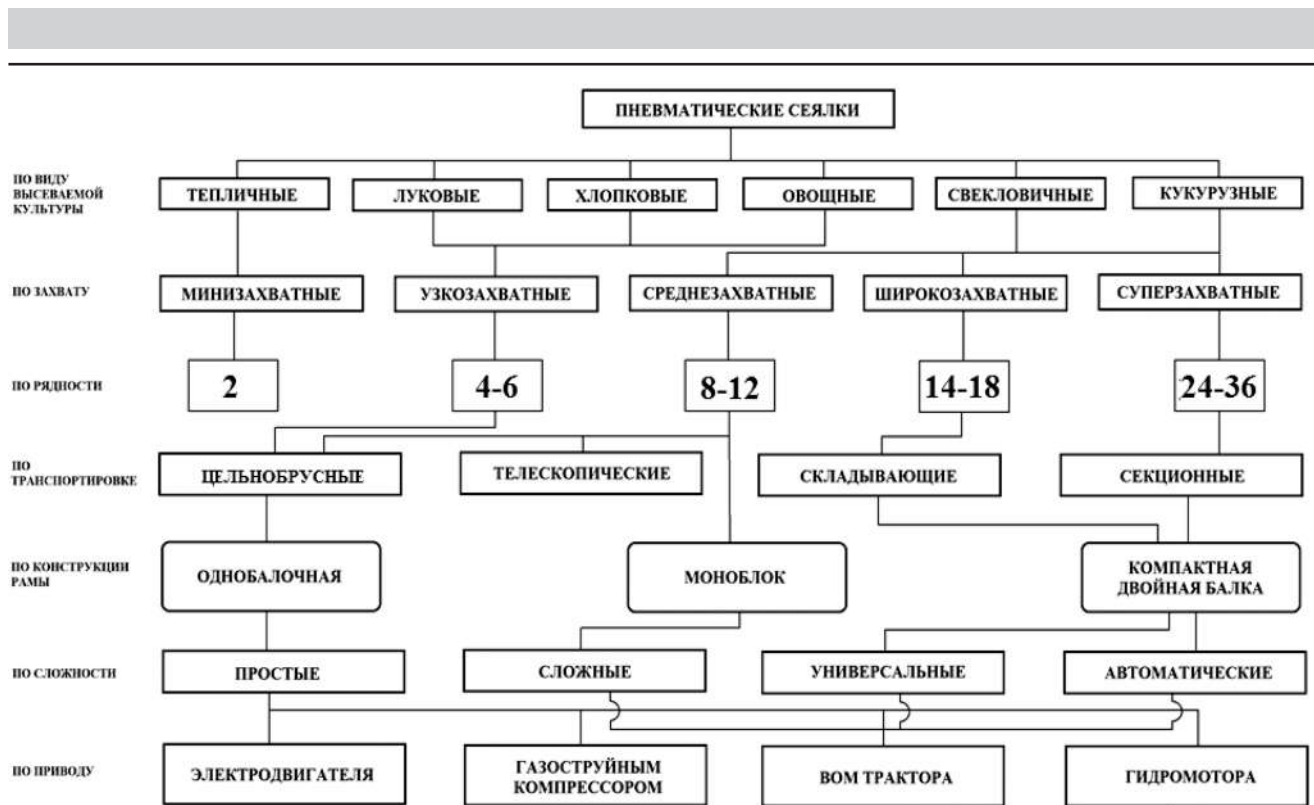 ПНЕВМАТИЧЕСКИЕ СЕЯЛКИ
ПО ВИДУ
ВЫСЕВАЕМОЙ
КУЛЬТУРЫ
ТЕПЛИЧНЫЕ
ЛУКОВЫЕ
ХЛОПКОВЫЕ
ОВОЩНЫЕ
СВЕКЛОВИЧНЫЕ
КУКУРУЗНЫЕ
ПО ЗАХВАТУ
МИНИЗАХВАТНЫЕ
УЗКОЗАХВАТНЫЕ
СРЕДНЕЗАХВАТНЫЕ
ШИРОКОЗАХВАТНЫЕ
СУПЕРЗАХВАТНЫЕ
ПО РЯДНОСТИ
2
4-6
8-12
14-18
24-36
ПО
ТРАНСПОРТИРОВКЕ
ЦЕЛЬНОБРУСНЫЕ
ТЕЛЕСКОПИЧЕСКИЕ
СКЛАДЫВАЮЩИЕ
СЕКЦИОННЫЕ
ПО КОНСТРУКЦИИ
РАМЫ
ОДНОБАЛОЧНАЯ
МОНОБЛОК
КОМПАКТНАЯ
ДВОЙНАЯ БАЛКА
ПО СЛОЖНОСТИ
ПРОСТЫЕ
СЛОЖНЫЕ
УНИВЕРСАЛЬНЫЕ
АВТОМАТИЧЕСКИЕ
ПО ПРИВОДУ
ЭЛЕКТРОДВИГАТЕЛЯ
ГАЗОСТРУЙНЫМ
КОМПРЕССОРОМ
ВОМ ТРАКТОРА
ГИДРОМОТОРА